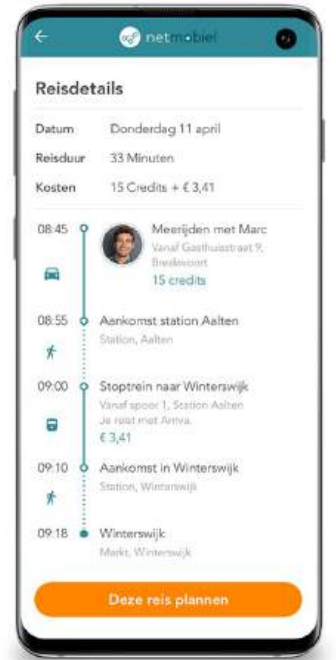 netmobiel
Reisdetails
Datum Donderdag 11 april
Reisduur 33 Minuten
Kosten 15 Credits + € 3,41
08:45 Meerijden met Marc
Vanaf Gasthuisstraat 9,
Bredevoort
15 credits
08:55 Aankomst station Aalten
Station, Aalten
09:00 Stoptrein naar Winterswijk
Vanaf spoor 1, Station Aalten
Je reist met Arriva.
€ 3,41
09:10 Aankomst in Winterswijk
Station, Winterswijk
09:18 Winterswijk
Markt, Winterswijk
Deze reis plannen